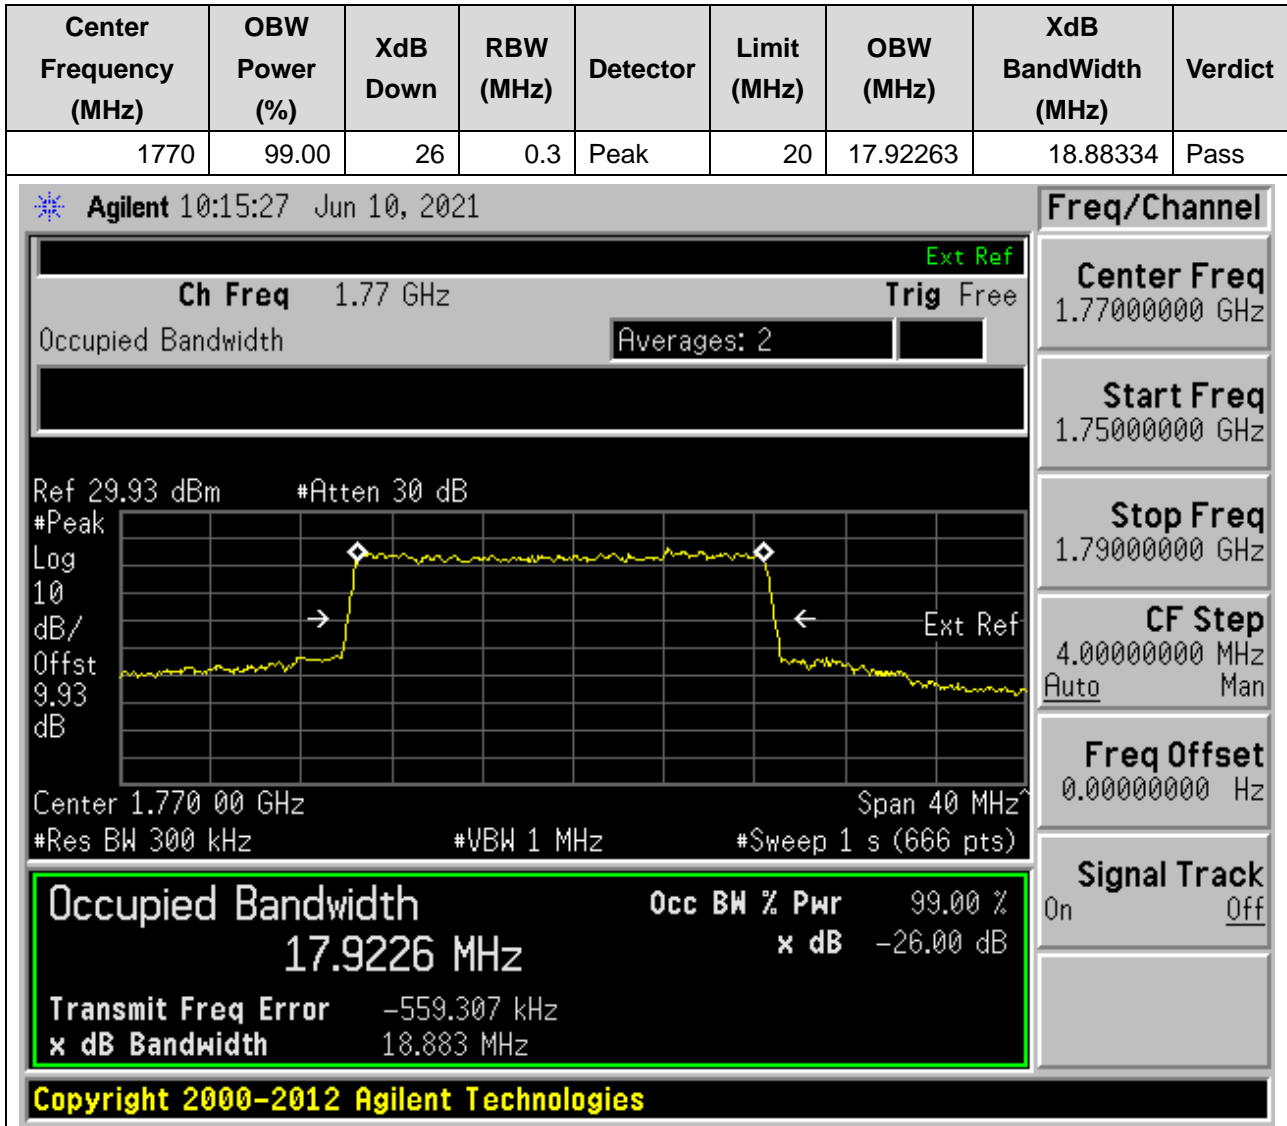 Center Frequency (MHz) OBW Power (%) XdB Down RBW (MHz) Detector Limit (MHz) OBW (MHz) XdB BandWidth (MHz) Verdict
1770 99.00 26 0.3 Peak 20 17.92263 18.88334 Pass
Agilent 10:15:27 Jun 10, 2021
Freq/Channel
Ext Ref
Ch Freq 1.77 GHz Trig Free
Occupied Bandwidth Averages: 2
Center Freq
1.77000000 GHz
Start Freq
1.75000000 GHz
Stop Freq
1.79000000 GHz
CF Step
4.00000000 MHz
Auto Man
Freq Offset
0.00000000 Hz
Signal Track
On Off
Ref 29.93 dBm #Atten 30 dB
#Peak
Log
10
dB/
Offst
9.93
dB
Ext Ref
Center 1.770 00 GHz Span 40 MHz^
#Res BW 300 kHz #VBW 1 MHz #Sweep 1 s (666 pts)
Occupied Bandwidth Occ BW % Pwr 99.00 %
17.9226 MHz x dB -26.00 dB
Transmit Freq Error -559.307 kHz
x dB Bandwidth 18.883 MHz
Copyright 2000-2012 Agilent Technologies